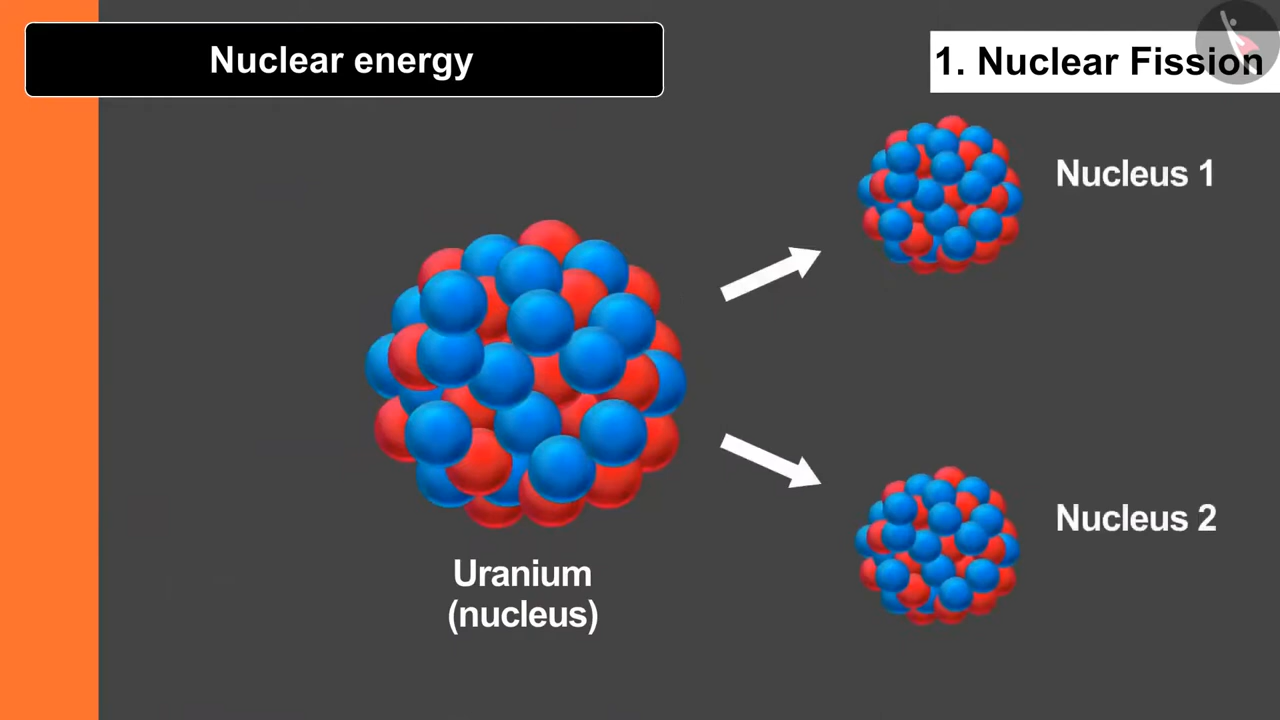 Nuclear energy
1. Nuclear Fission
Nucleus 1
Uranium
(nucleus)
Nucleus 2